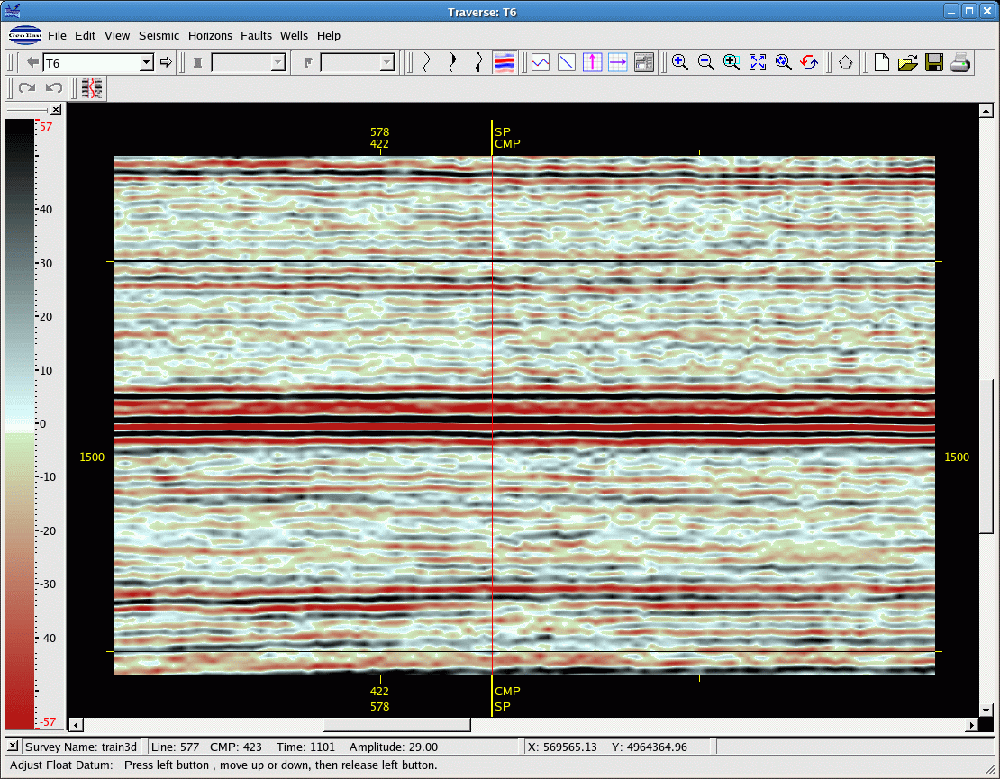 Traverse: T6
GeoEast File Edit View Seismic Horizons Faults Wells Help
T6
57
40
30
20
10
0
-10
-20
-30
-40
-57
578 SP
422 CMP
1500 1500
422 CMP
578 SP
Survey Name: train3d Line: 577 CMP: 423 Time: 1101 Amplitude: 29.00 X: 569565.13 Y: 4964364.96
Adjust Float Datum: Press left button , move up or down, then release left button.